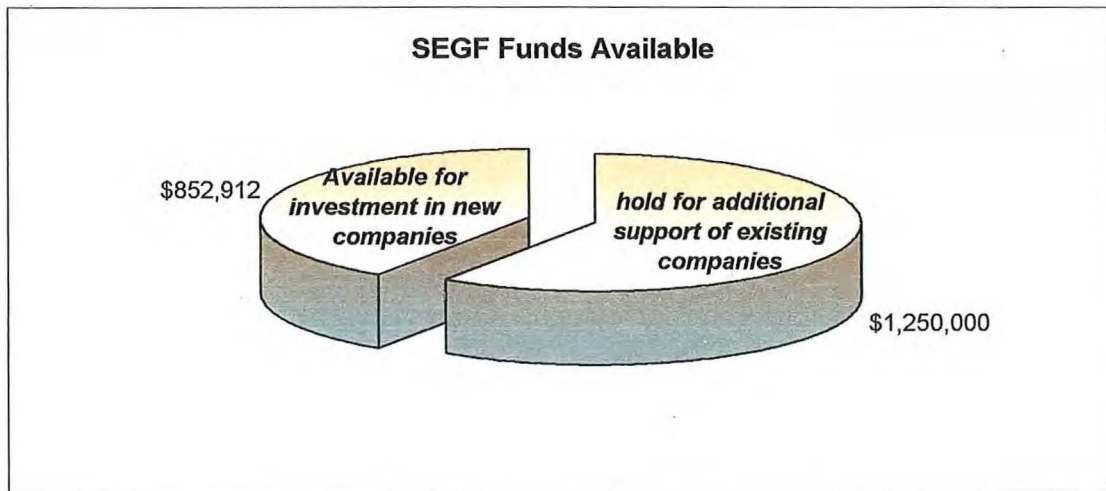 SEGF Funds Available
$852,912
Available for
investment in new
companies
hold for additional
support of existing
companies
$1,250,000